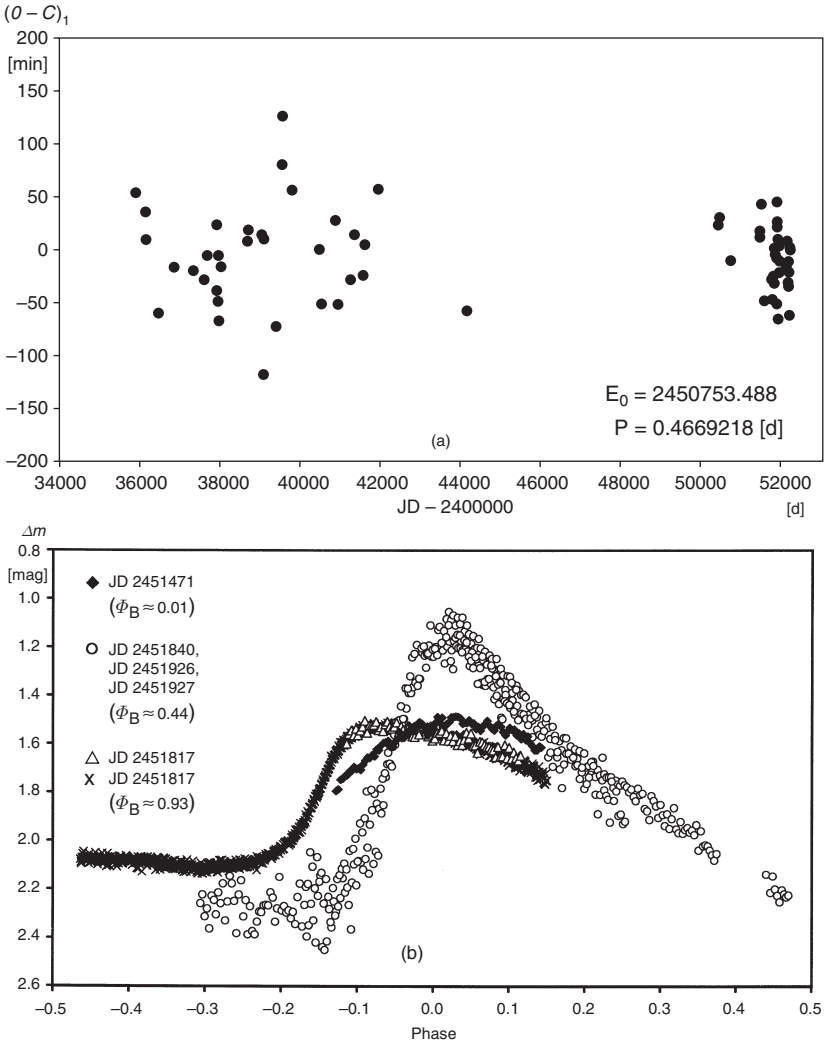 (0 – C)1
200
[min]
150
100
50
0
–50
–100
–150
–200
E0 = 2450753.488
P = 0.4669218 [d]
(a)
34000 36000 38000 40000 42000 44000 46000 48000 50000 52000
JD – 2400000 [d]
Δm
0.8
[mag]
1.0
1.2
1.4
1.6
1.8
2.0
2.2
2.4
2.6
JD 2451471
(ΦB ≈ 0.01)
JD 2451840,
JD 2451926,
JD 2451927
(ΦB ≈ 0.44)
JD 2451817
JD 2451817
(ΦB ≈ 0.93)
(b)
–0.5 –0.4 –0.3 –0.2 –0.1 0.0 0.1 0.2 0.3 0.4 0.5
Phase